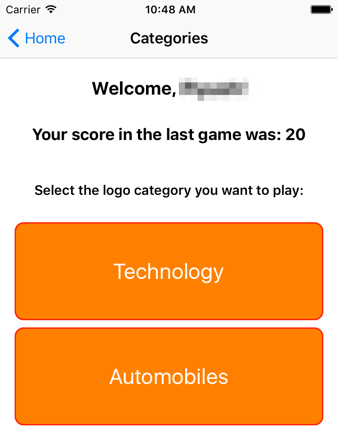 Carrier 10:48 AM
Home Categories
Welcome,
Your score in the last game was: 20
Select the logo category you want to play:
Technology
Automobiles